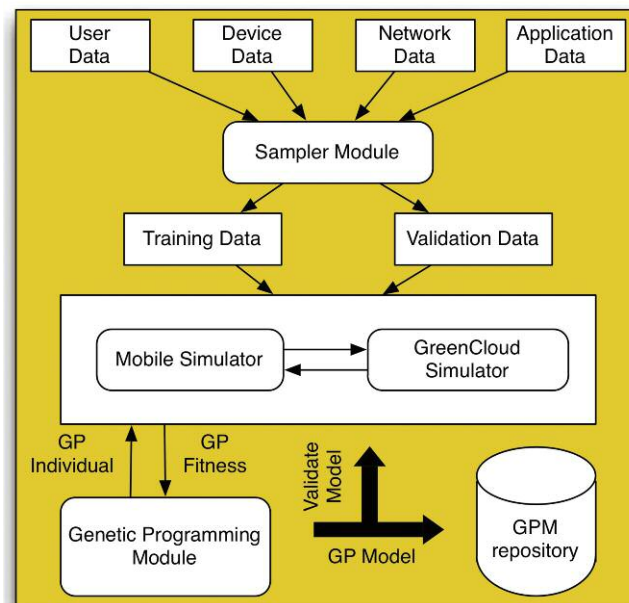 User
Data
Device
Data
Network
Data
Application
Data
Sampler Module
Training Data
Validation Data
Mobile Simulator
GreenCloud
Simulator
GP
Individual
GP
Fitness
Validate
Model
GP Model
Genetic Programming
Module
GPM
repository